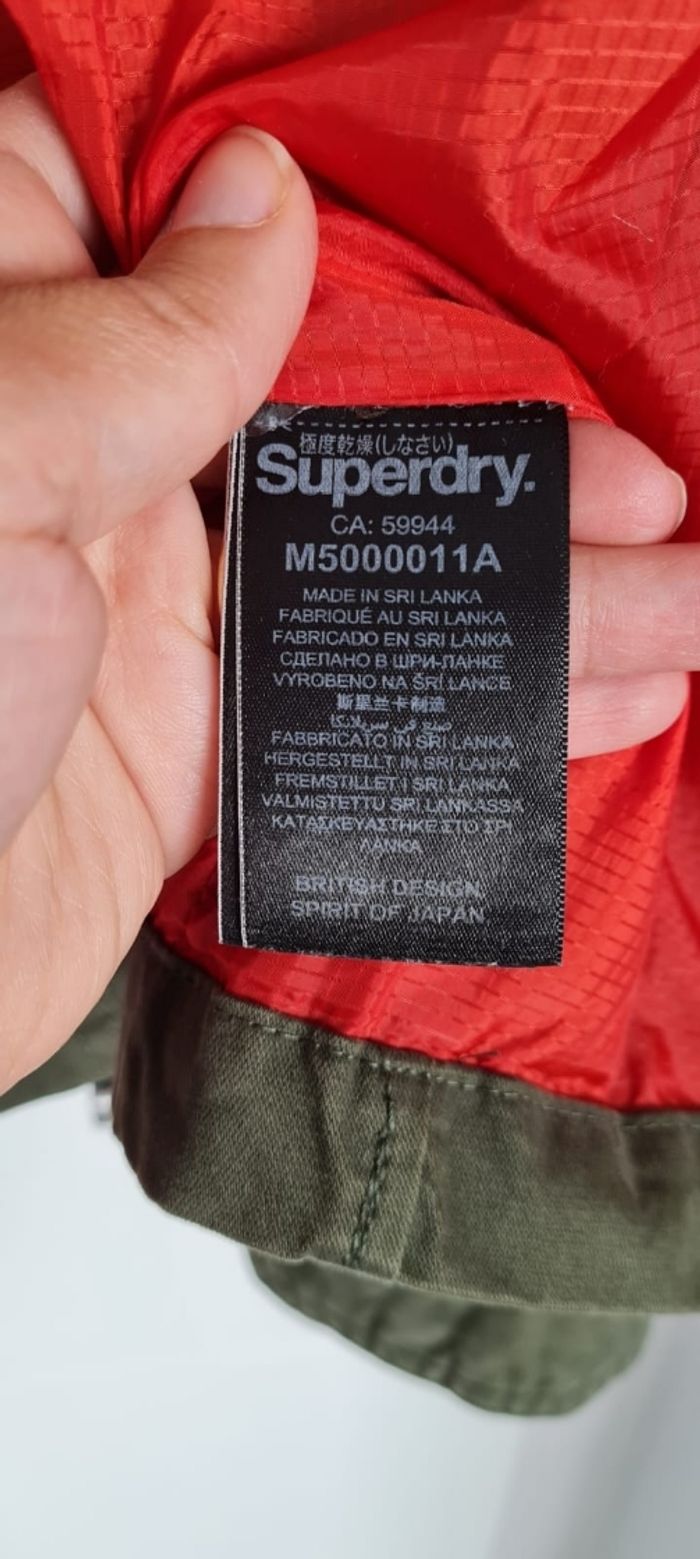 極度乾燥(しなさい)
Superdry.
CA: 59944
M5000011A
MADE IN SRI LANKA
FABRIQUÉ AU SRI LANKA
FABRICADO EN SRI LANKA
СДЕЛАНО В ШРИ-ЛАНКЕ
VYROBENO NA ŠRÍ LANCE
斯里兰卡制造
صنع في سريلانكا
FABBRICATO IN SRI LANKA
HERGESTELLT IN SRI LANKA
FREMSTILLET I SRI LANKA
VALMISTETTU SRI LANKASSA
ΚΑΤΑΣΚΕΥΑΣΤΗΚΕ ΣΤΟ ΣΡΙ
ΛΑΝΚΑ
BRITISH DESIGN
SPIRIT OF JAPAN